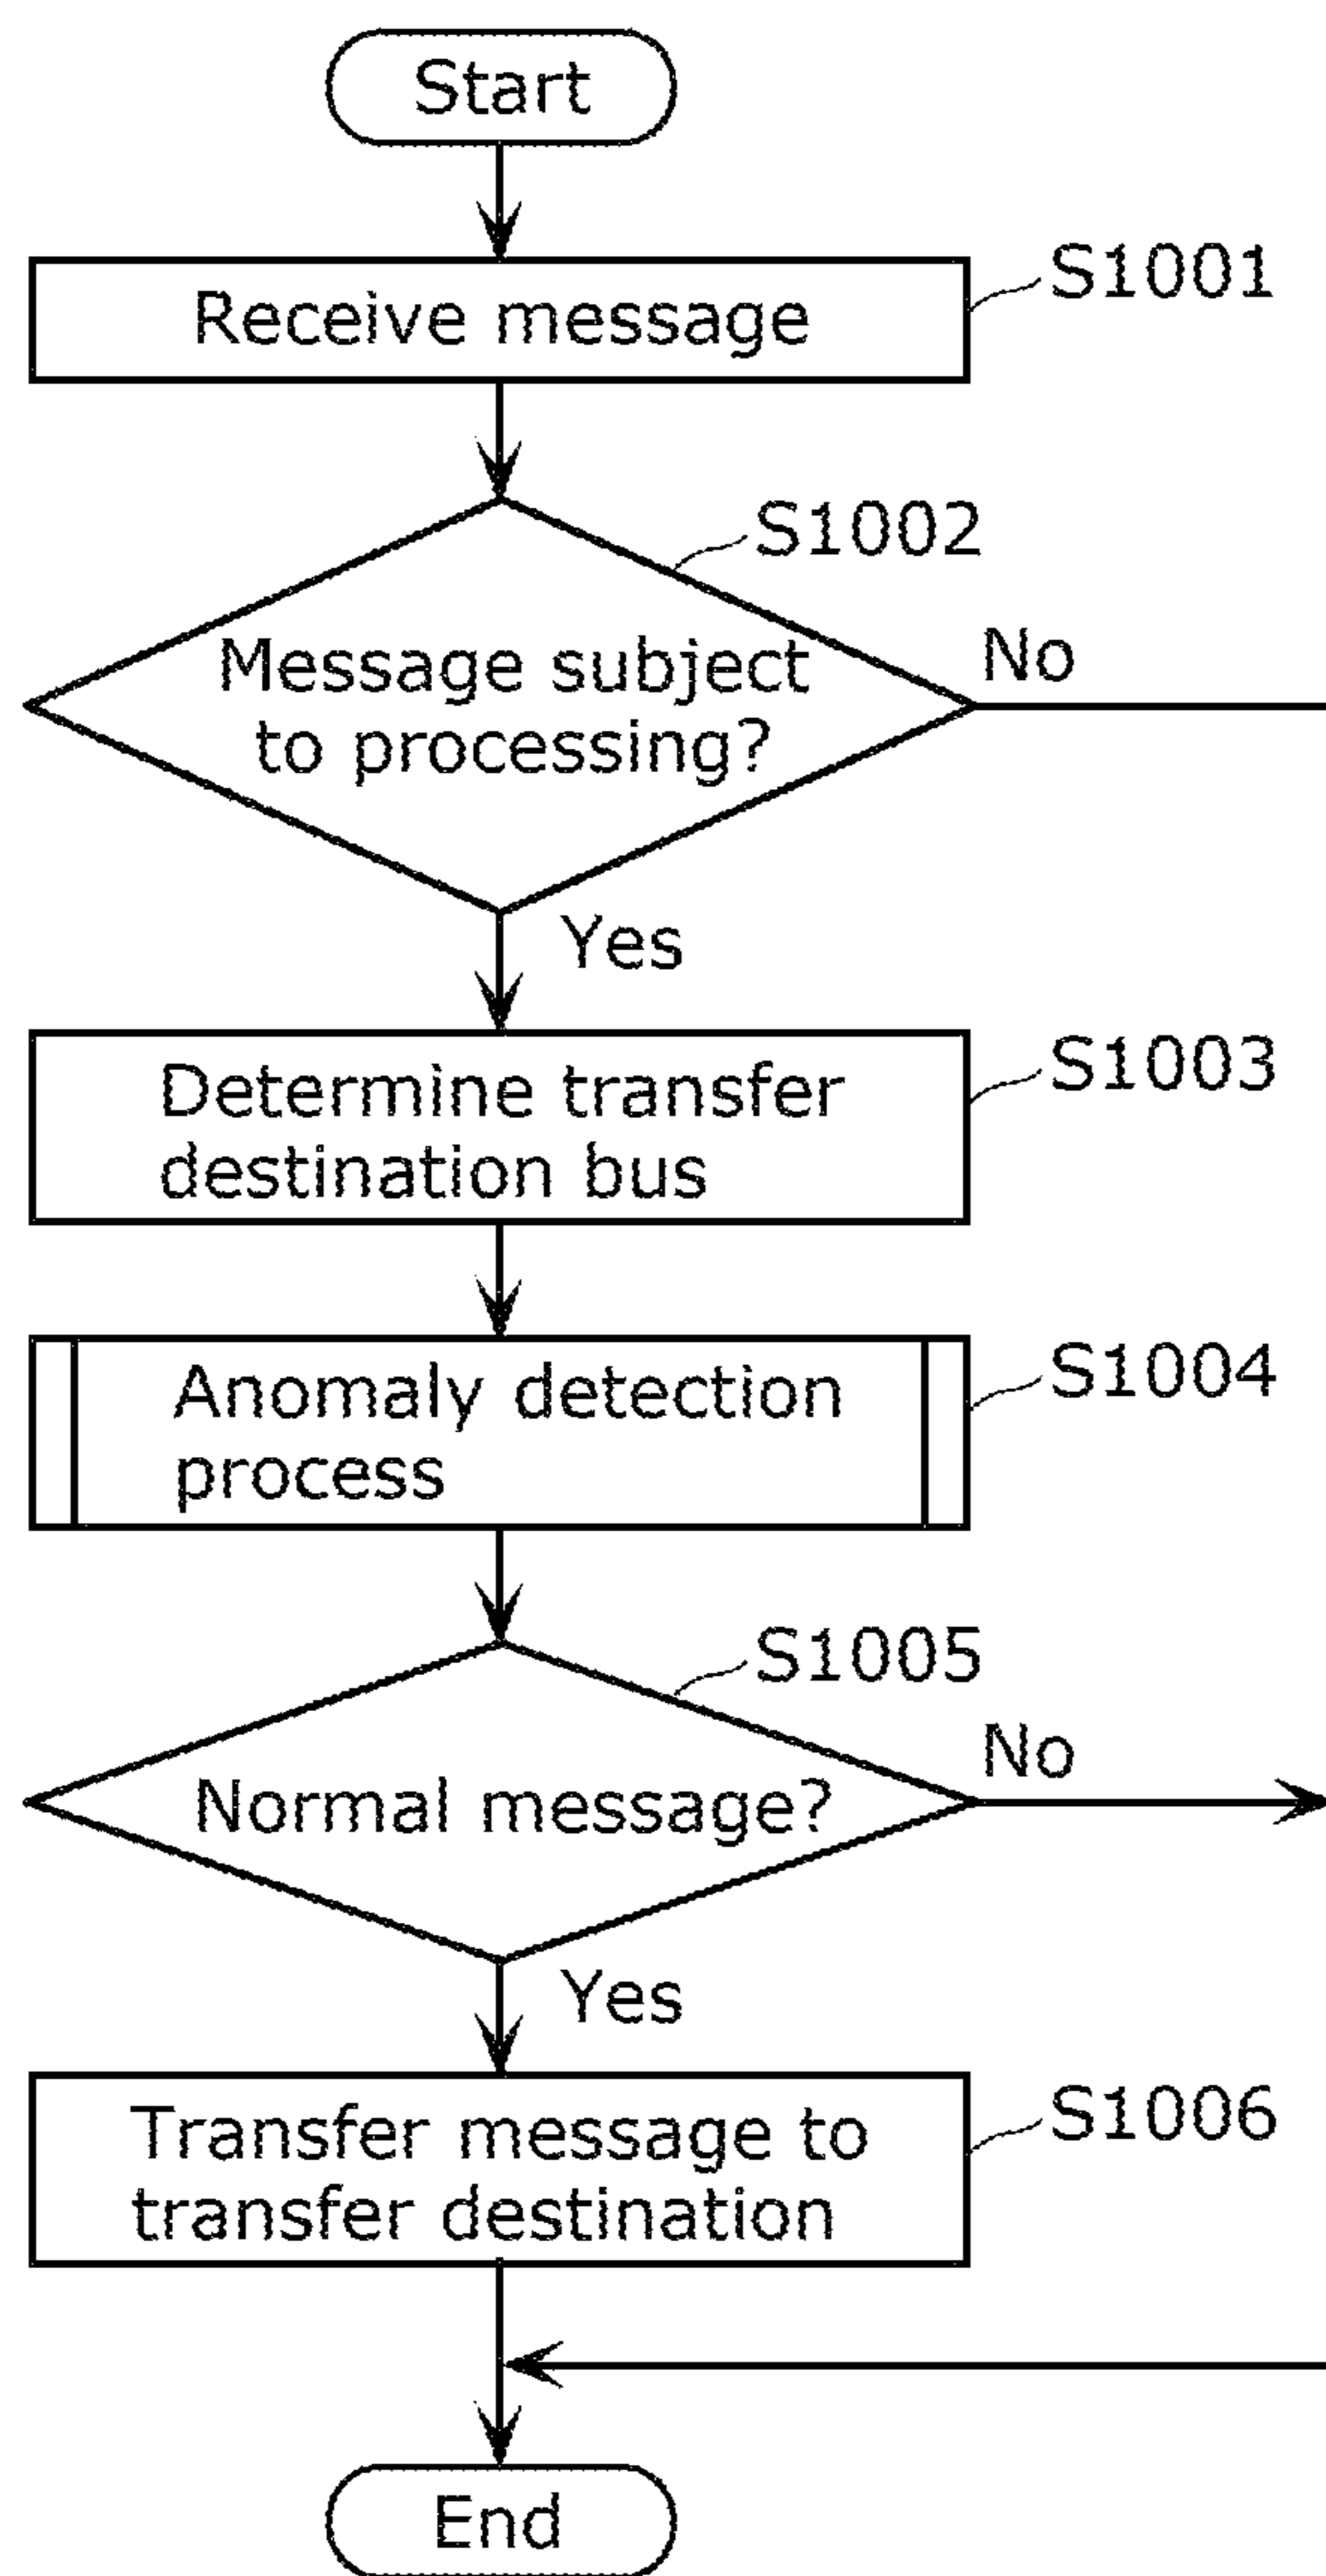 Start
Receive message
S1001
S1002
Message subject
to processing?
No
Yes
Determine transfer
destination bus
S1003
Anomaly detection
process
S1004
S1005
Normal message?
No
Yes
Transfer message to
transfer destination
S1006
End